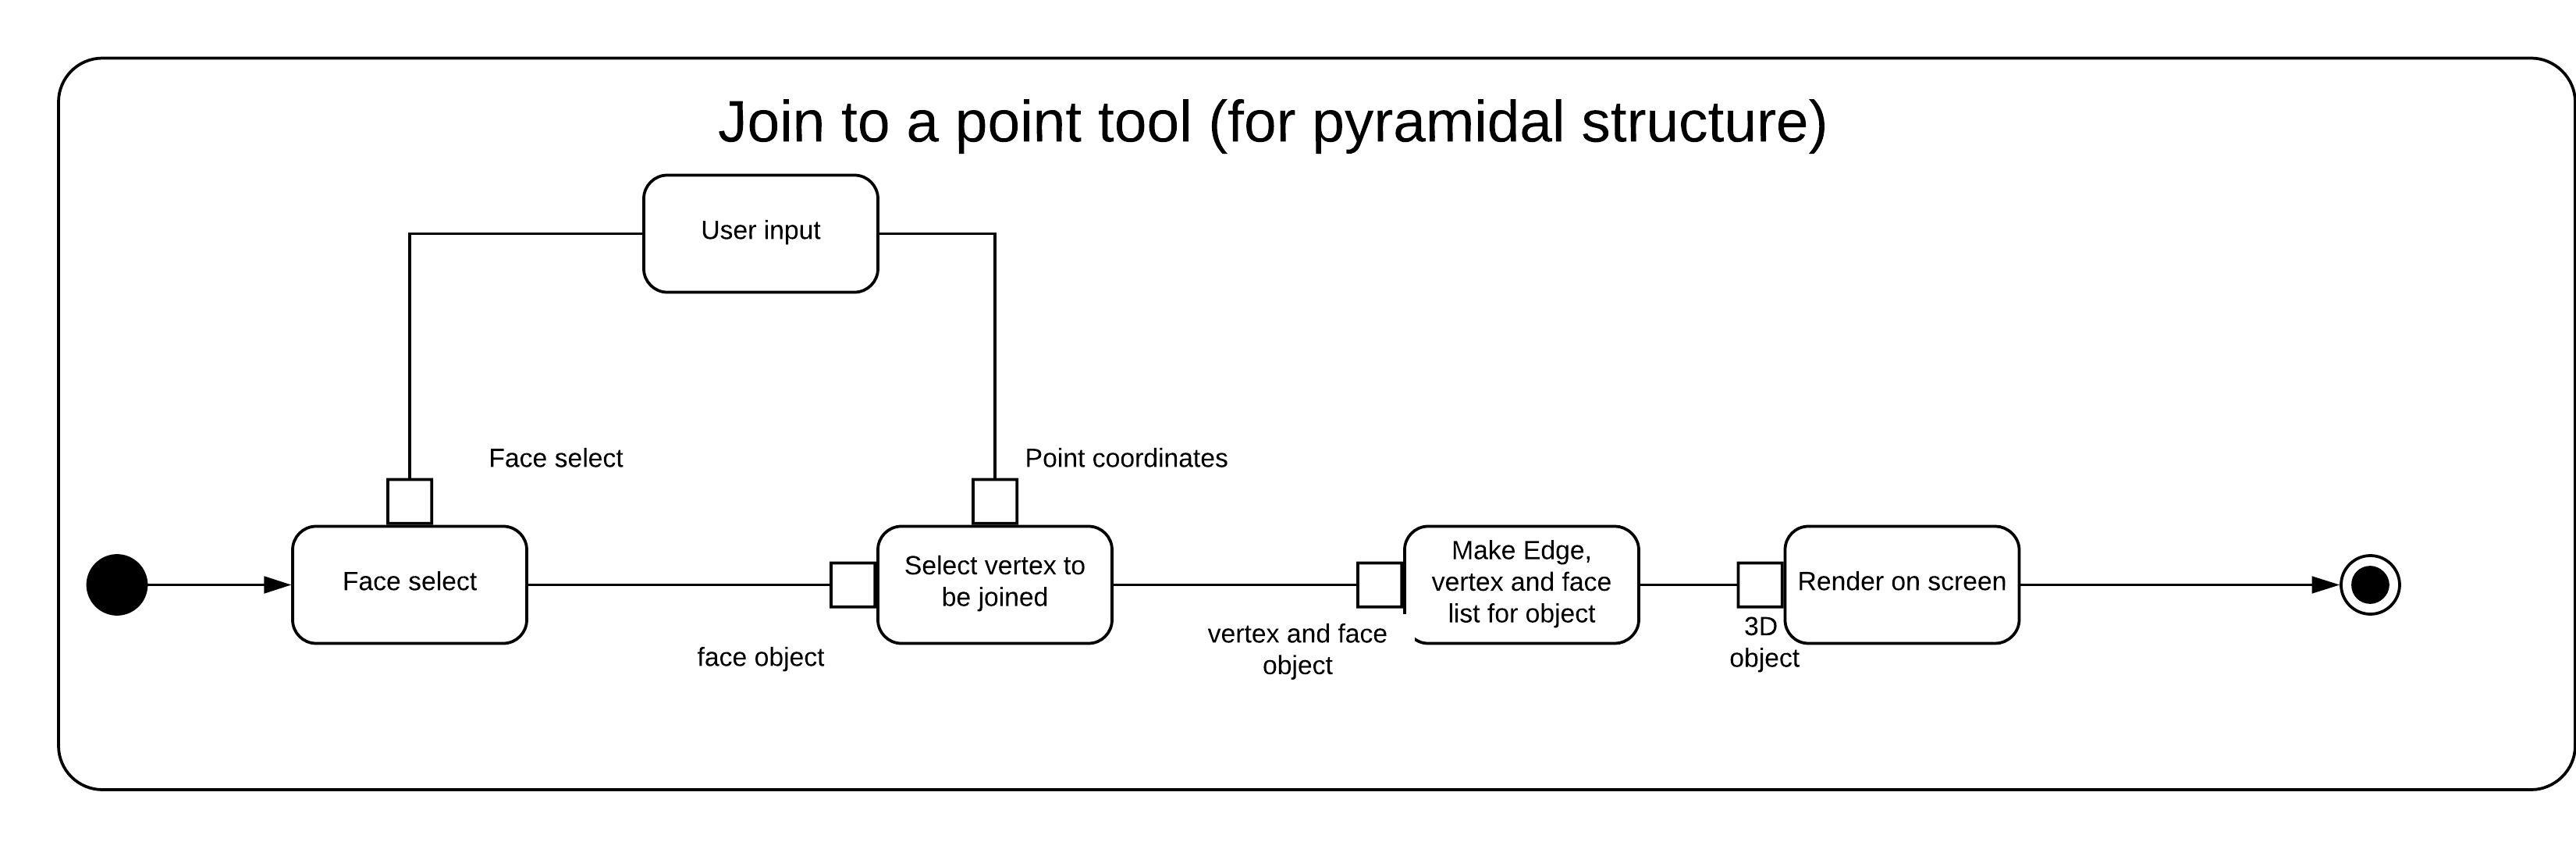 Join to a point tool (for pyramidal structure)
User input
Face select
Point coordinates
Face select
Select vertex to
be joined
Make Edge,
vertex and face
list for object
Render on screen
face object
vertex and face
object
3D
object